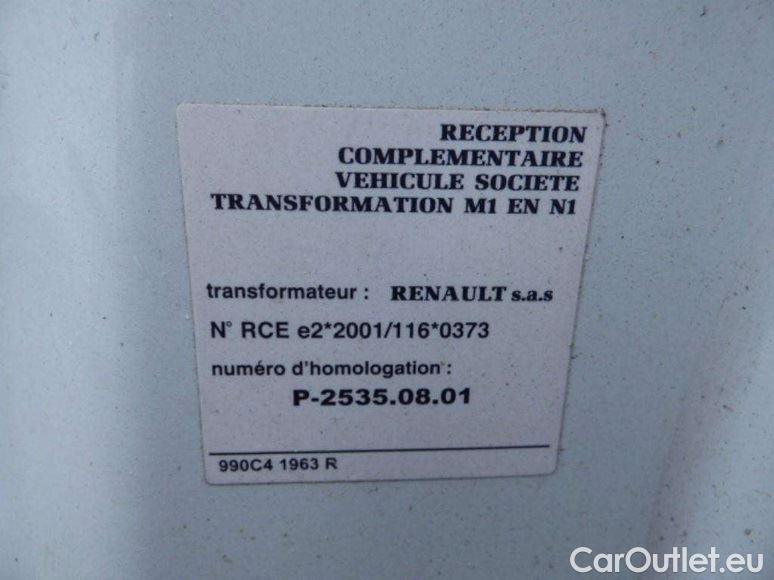 RECEPTION
COMPLEMENTAIRE
VEHICULE SOCIETE
TRANSFORMATION M1 EN N1
transformateur : RENAULT s.a.s
N° RCE e2*2001/116*0373
numéro d'homologation :
P-2535.08.01
990C4 1963 R
CarOutlet.eu